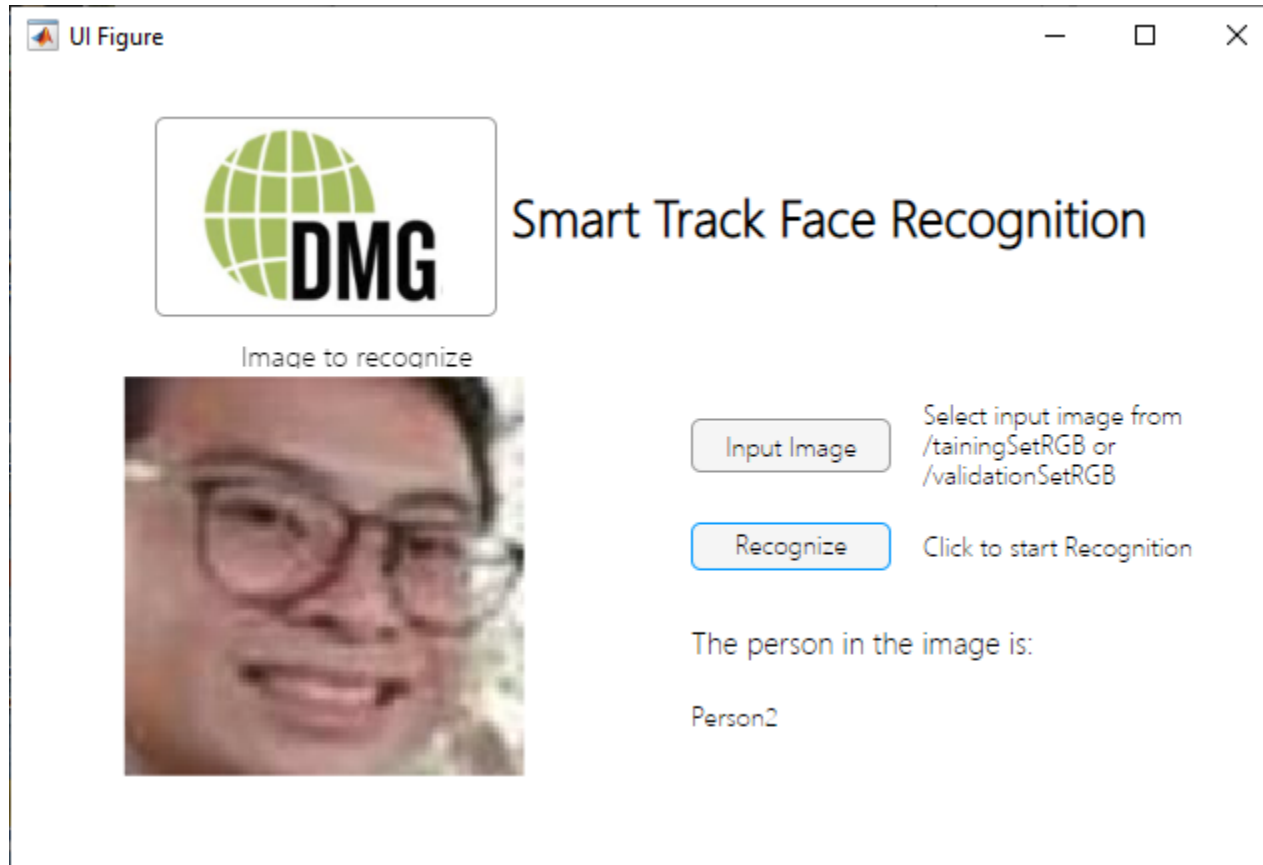 UI Figure
DMG
Smart Track Face Recognition
Image to recognize
Input Image
Select input image from
/tainingSetRGB or
/validationSetRGB
Recognize
Click to start Recognition
The person in the image is:
Person2